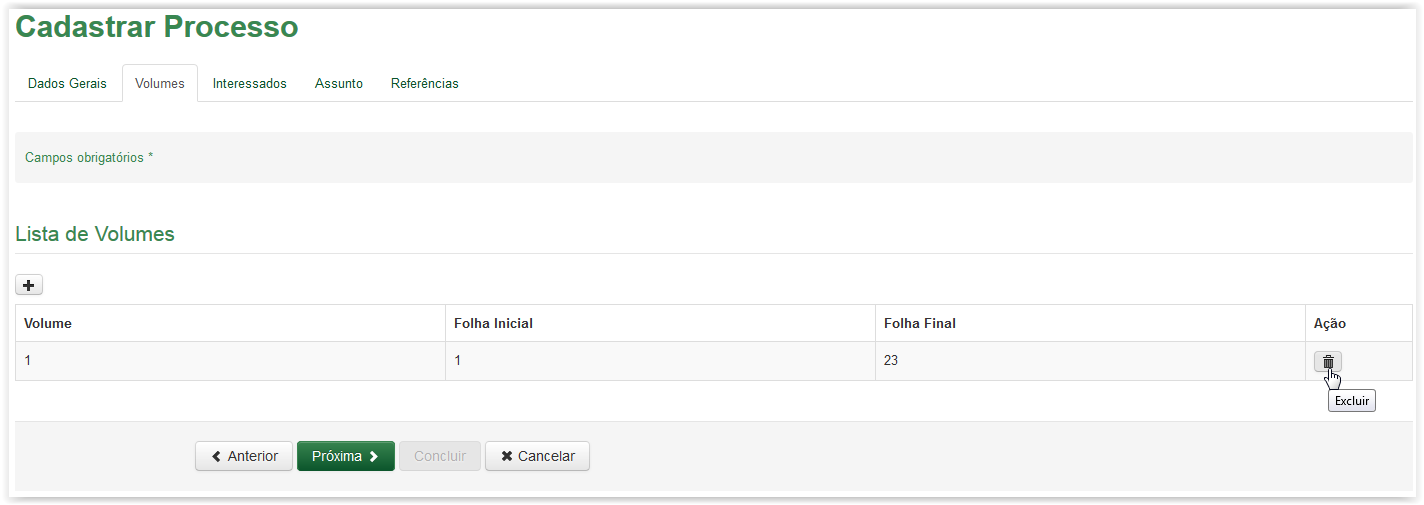 Cadastrar Processo
Dados Gerais Volumes Interessados Assunto Referências
Campos obrigatórios *
Lista de Volumes
Volume Folha Inicial Folha Final Ação
1 1 23
Excluir
Anterior Próxima Concluir Cancelar